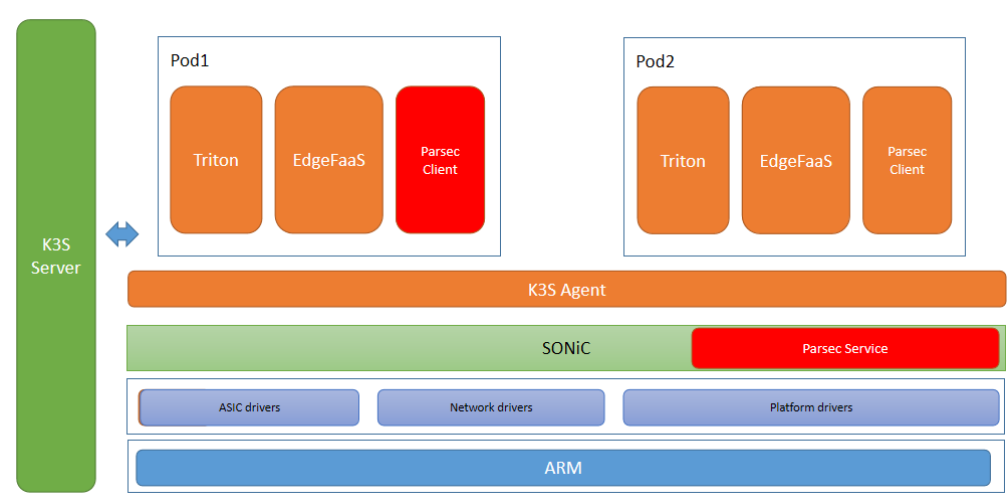 Pod1
Triton
EdgeFaaS
Parsec
Client
Pod2
Triton
EdgeFaaS
Parsec
Client
K3S
Server
K3S Agent
SONiC
Parsec Service
ASIC drivers
Network drivers
Platform drivers
ARM